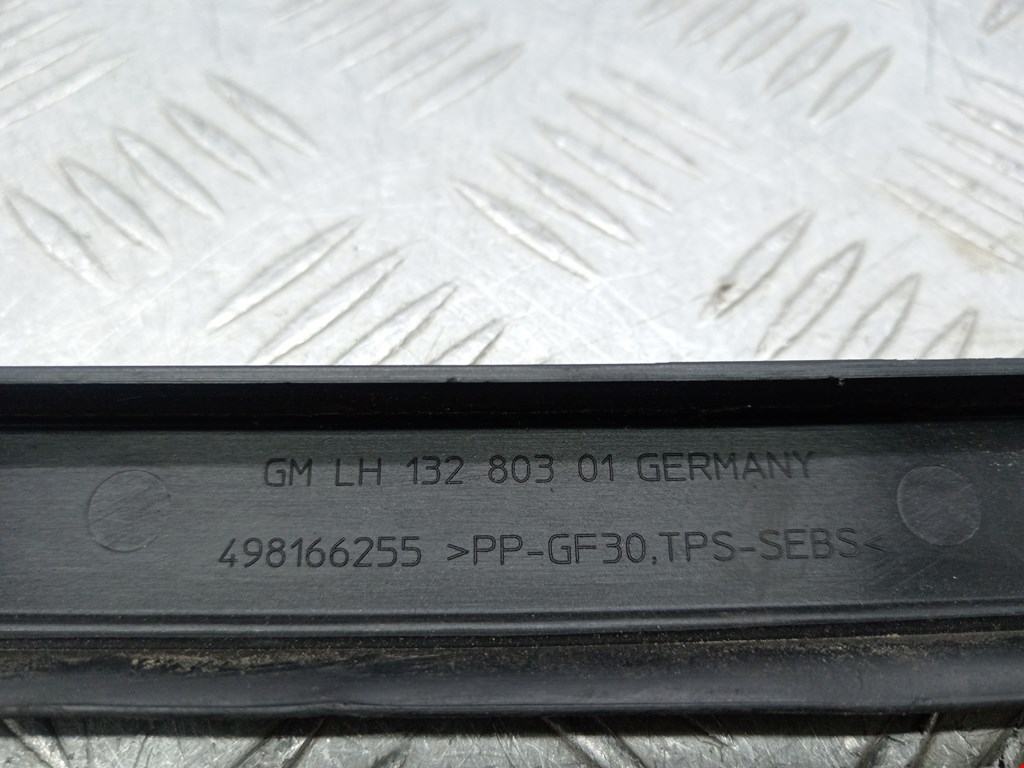 GM LH 132 803 01 GERMANY
498166255 >PP-GF30,TPS-SEBS<